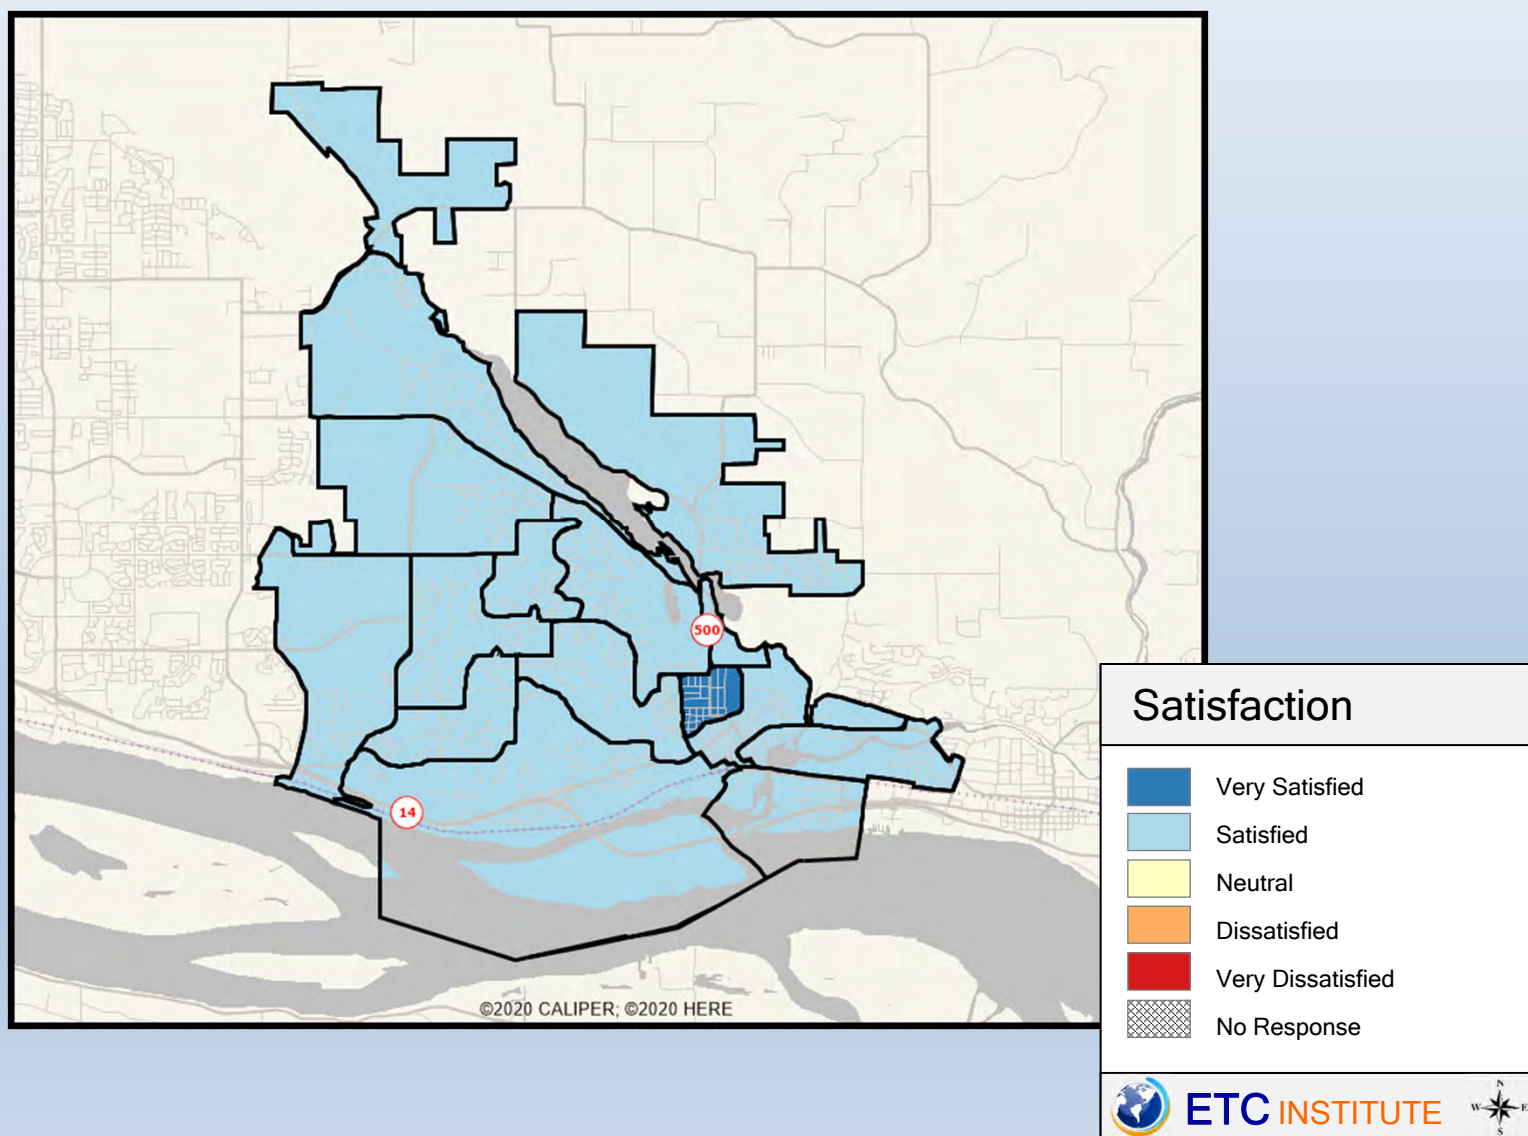 500
14
©2020 CALIPER; ©2020 HERE
Satisfaction
Very Satisfied
Satisfied
Neutral
Dissatisfied
Very Dissatisfied
No Response
ETC INSTITUTE
N
W E
S